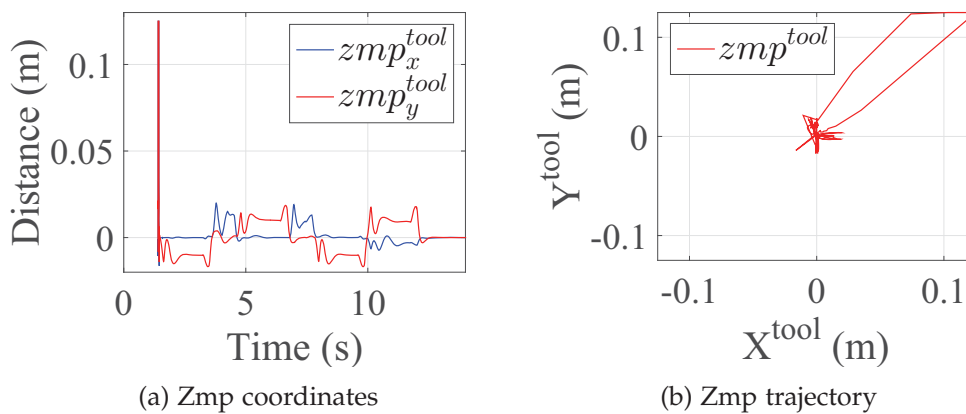 0.1
0.05
0
Distance (m)
zmp_x^{tool}
zmp_y^{tool}
0 5 10
Time (s)
(a) Zmp coordinates
0.1
0
-0.1
Y^{tool} (m)
zmp^{tool}
-0.1 0 0.1
X^{tool} (m)
(b) Zmp trajectory